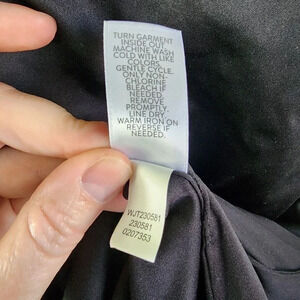 TURN GARMENT
INSIDE OUT.
MACHINE WASH
COLD WITH LIKE
COLORS.
GENTLE CYCLE.
ONLY NON-
CHLORINE
BLEACH IF
NEEDED.
REMOVE
PROMPTLY.
LINE DRY.
WARM IRON ON
REVERSE IF
NEEDED.
WJT230581
230581
0207353